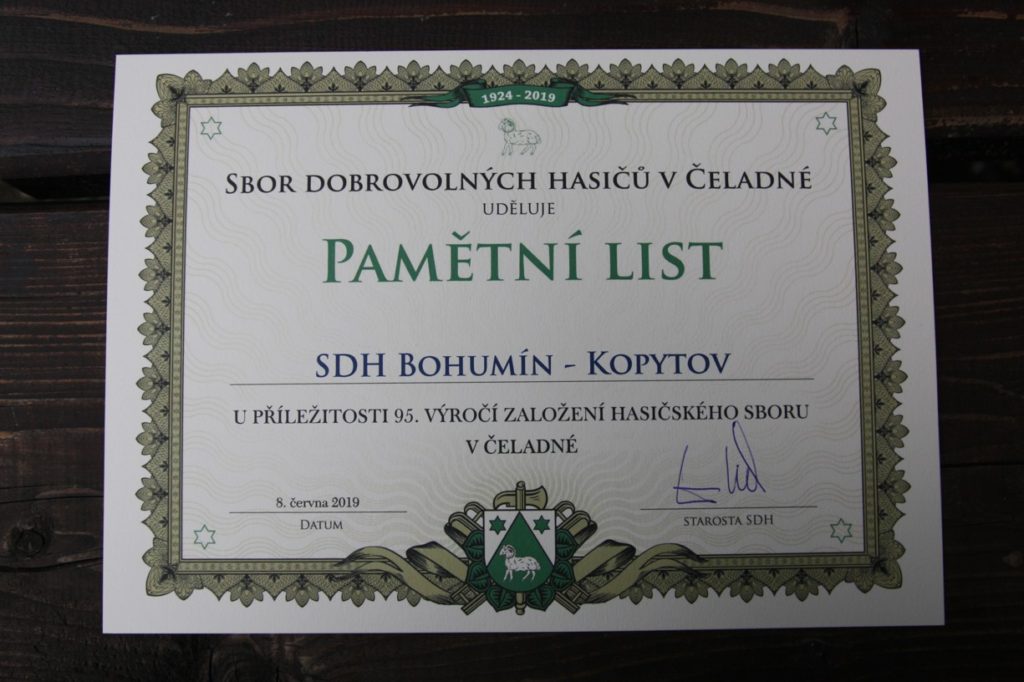 1924 - 2019
Sbor dobrovolných hasičů v Čeladné
uděluje
Pamětní list
SDH Bohumín - Kopytov
u příležitosti 95. výročí založení hasičského sboru
v Čeladné
8. června 2019
Datum
starosta SDH